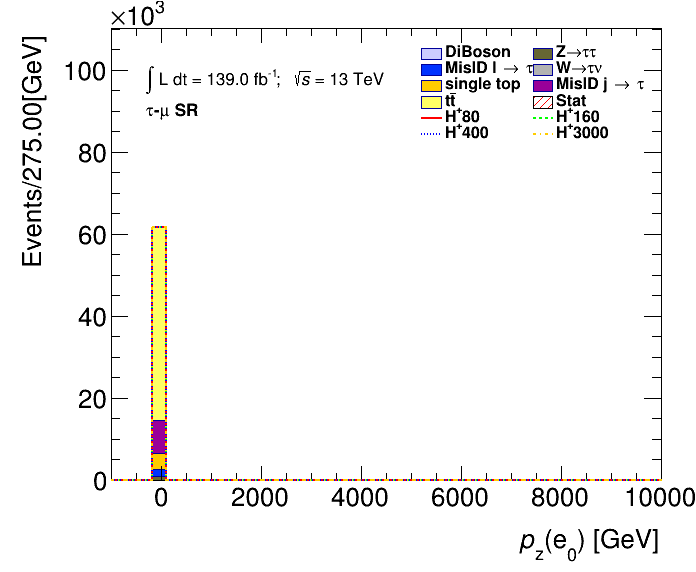 ×10³
Events/275.00[GeV]
100
80
60
40
20
0
∫ L dt = 139.0 fb⁻¹; √s = 13 TeV
τ-μ SR
DiBoson
Z→ττ
MisID l → τ
W→τν
single top
MisID j → τ
tt̄
Stat
H⁺80
H⁺160
H⁺400
H⁺3000
0 2000 4000 6000 8000 10000
p_z(e_0) [GeV]